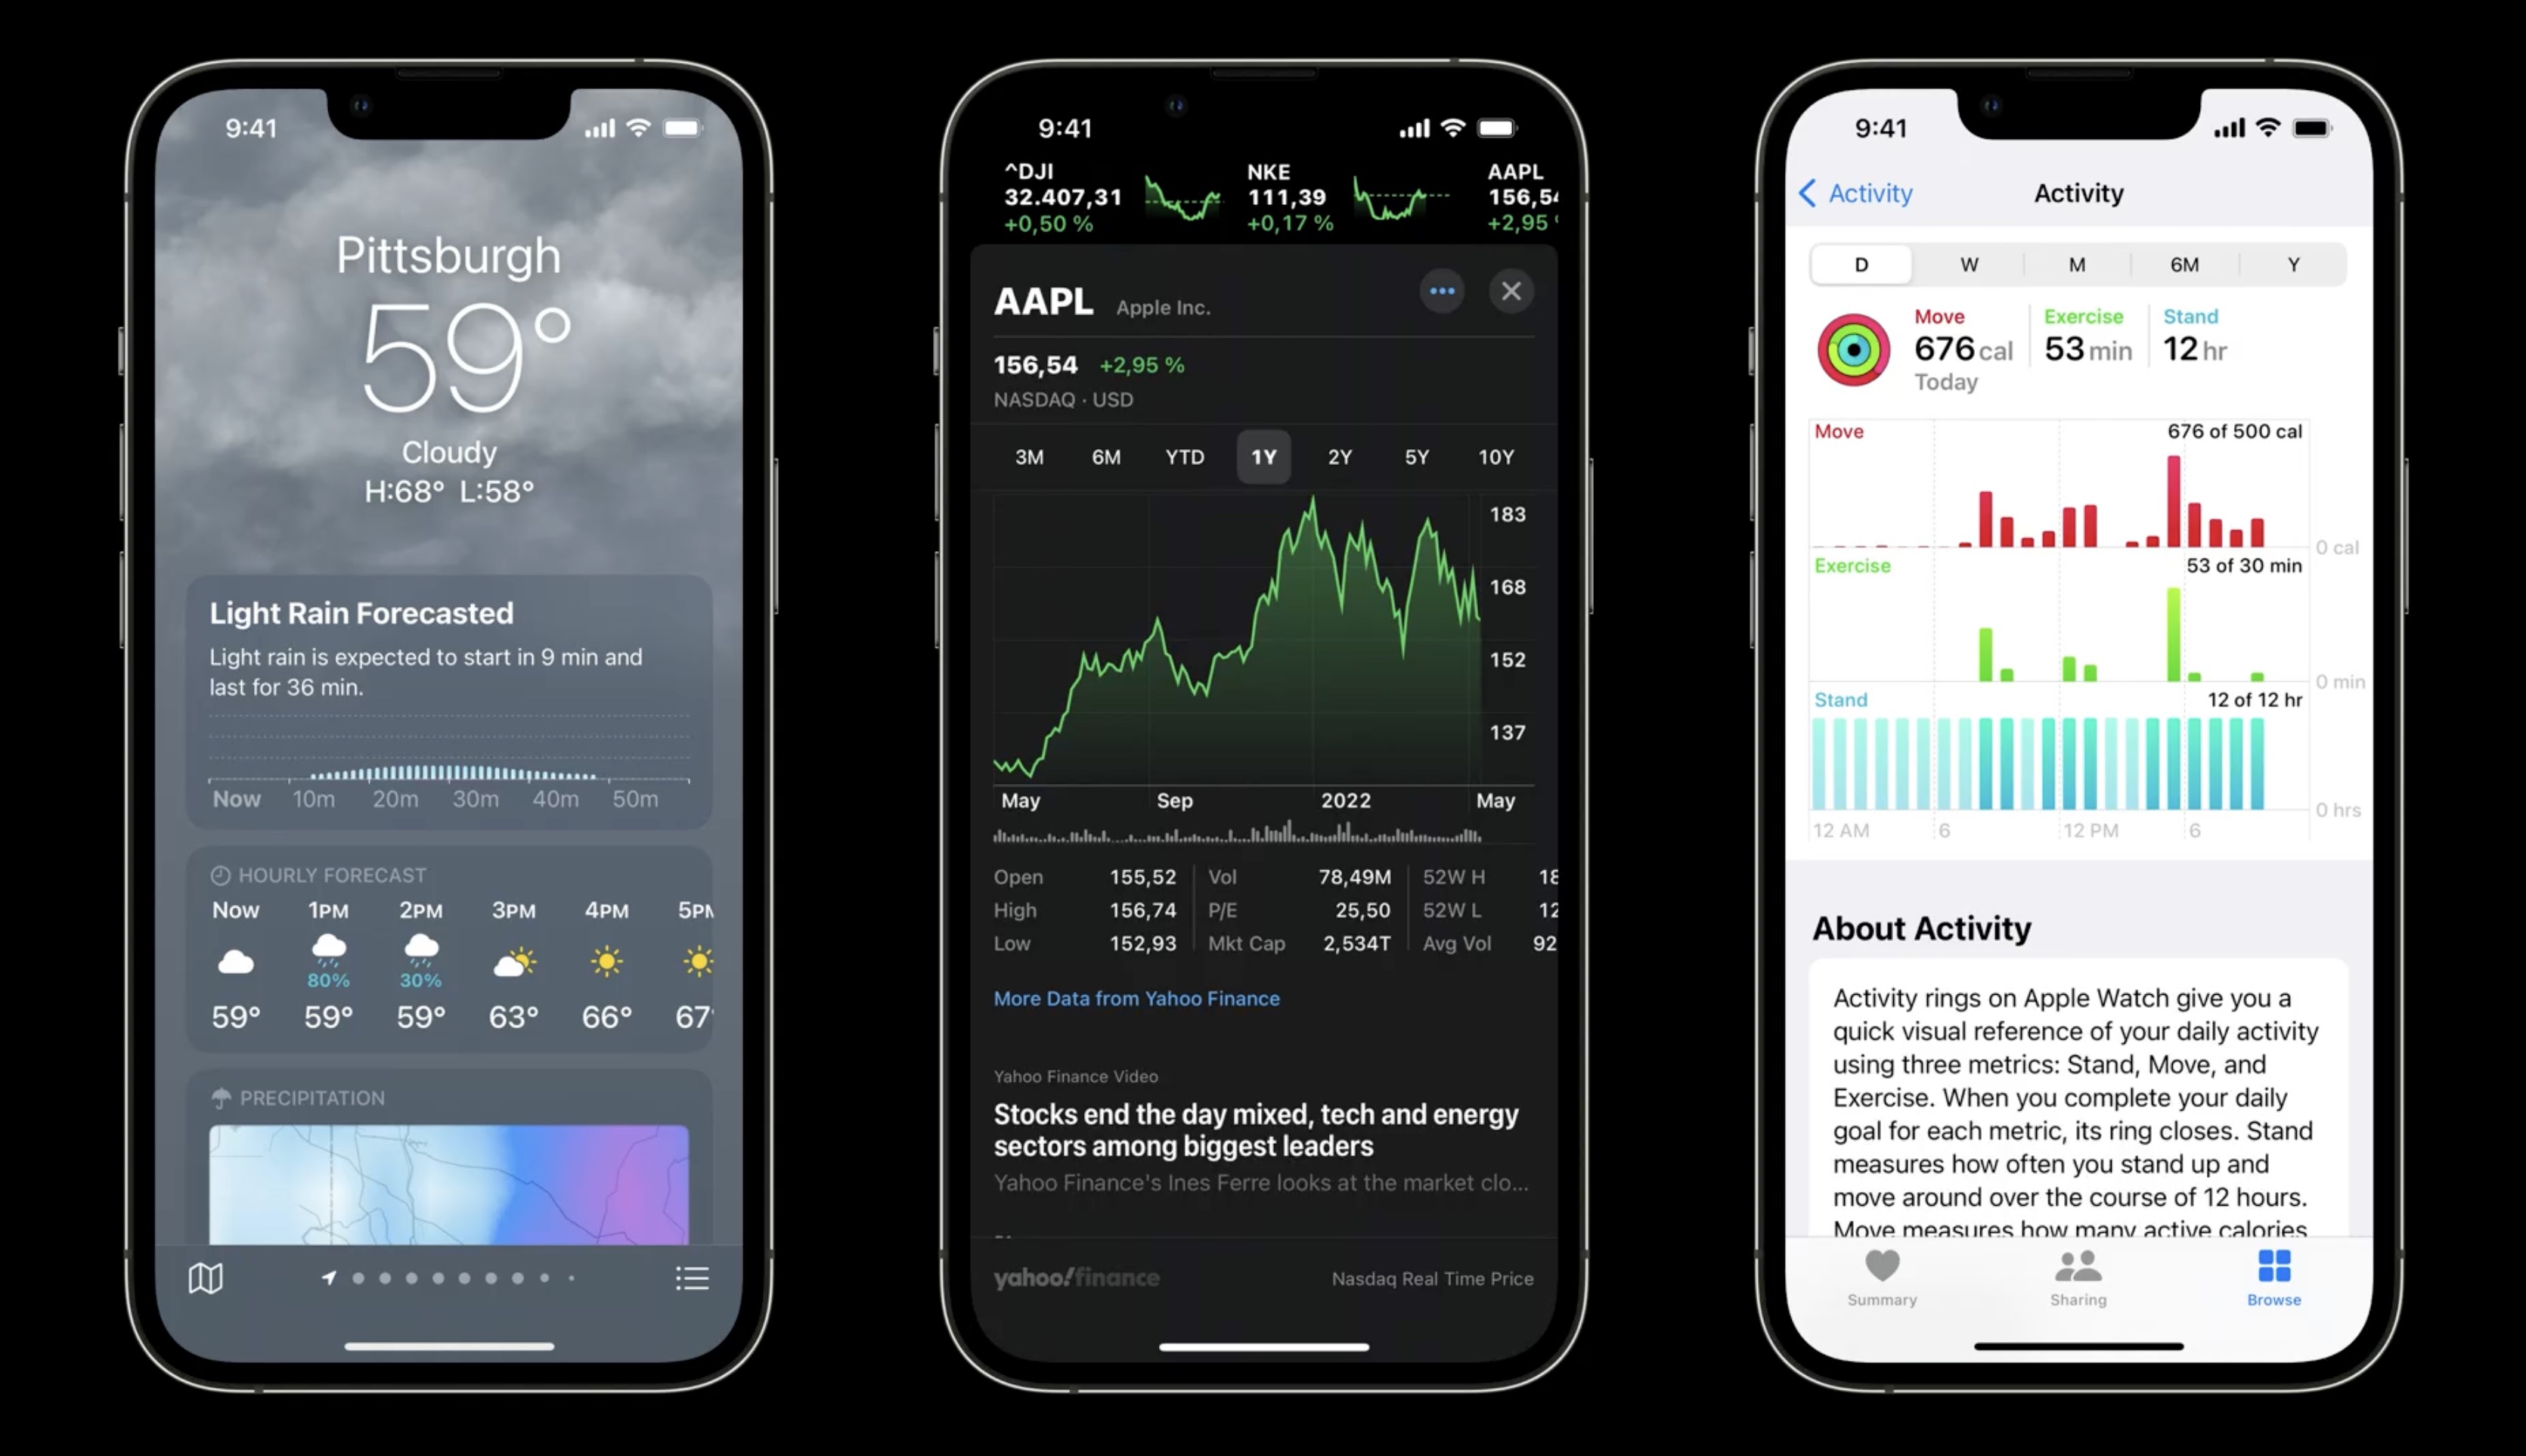 9:41
Pittsburgh
59°
Cloudy
H:68° L:58°
Light Rain Forecasted
Light rain is expected to start in 9 min and
last for 36 min.
Now 10m 20m 30m 40m 50m
HOURLY FORECAST
Now 1PM 2PM 3PM 4PM
80% 30%
59° 59° 59° 63° 66° 67°
PRECIPITATION
9:41
^DJI NKE AAPL
32.407,31 111,39 156,54
+0,50 % +0,17 % +2,95
AAPL Apple Inc.
156,54 +2,95 %
NASDAQ · USD
3M 6M YTD 1Y 2Y 5Y 10Y
183
168
152
137
May Sep 2022 May
Open 155,52 Vol 78,49M 52W H
High 156,74 P/E 25,50 52W L
Low 152,93 Mkt Cap 2,534T Avg Vol
More Data from Yahoo Finance
Yahoo Finance Video
Stocks end the day mixed, tech and energy
sectors among biggest leaders
Yahoo Finance's Ines Ferre looks at the market clo...
yahoo!finance Nasdaq Real Time Price
9:41
Activity Activity
D W M 6M Y
Move Exercise Stand
676 cal 53 min 12 hr
Today
Move 676 of 500 cal
0 cal
Exercise 53 of 30 min
0 min
Stand 12 of 12 hr
0 hrs
12 AM 6 12 PM 6
About Activity
Activity rings on Apple Watch give you a
quick visual reference of your daily activity
using three metrics: Stand, Move, and
Exercise. When you complete your daily
goal for each metric, its ring closes. Stand
measures how often you stand up and
move around over the course of 12 hours.
Move measures how many active calories
Summary Sharing Browse